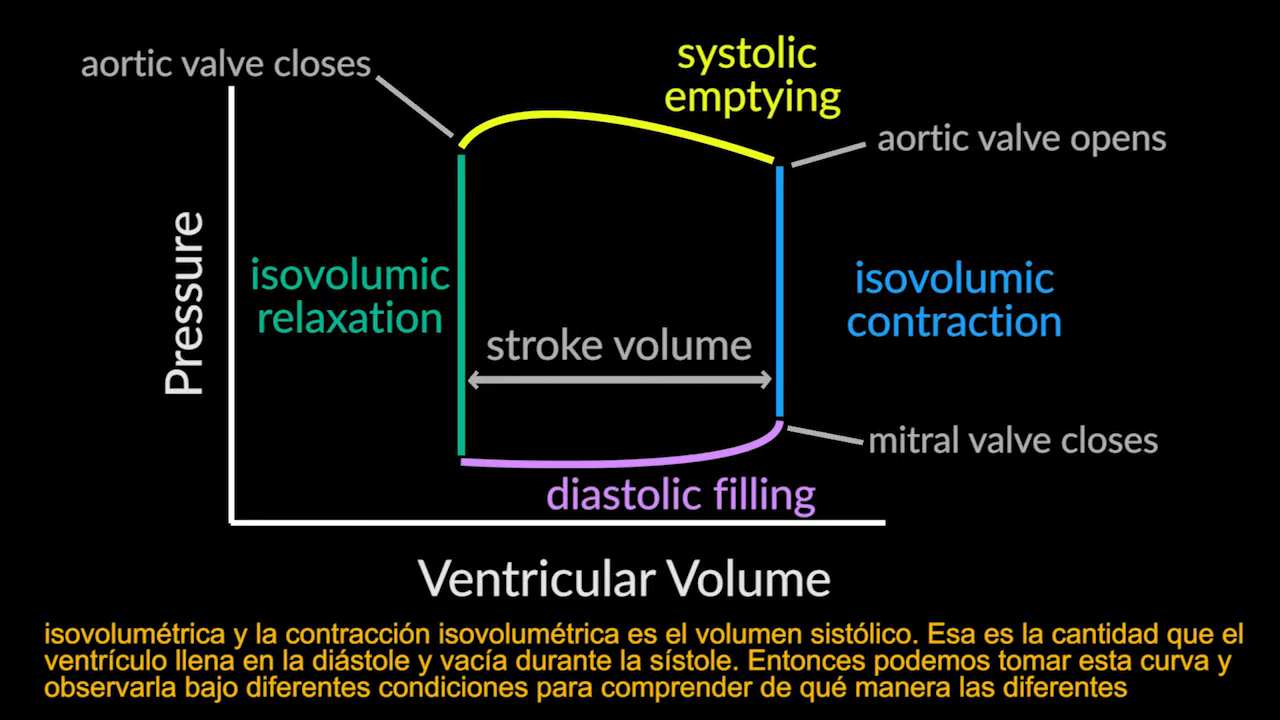 aortic valve closes
systolic
emptying
aortic valve opens
Pressure
isovolumic
relaxation
isovolumic
contraction
stroke volume
mitral valve closes
diastolic filling
Ventricular Volume
isovolumétrica y la contracción isovolumétrica es el volumen sistólico. Esa es la cantidad que el
ventrículo llena en la diástole y vacía durante la sístole. Entonces podemos tomar esta curva y
observarla bajo diferentes condiciones para comprender de qué manera las diferentes